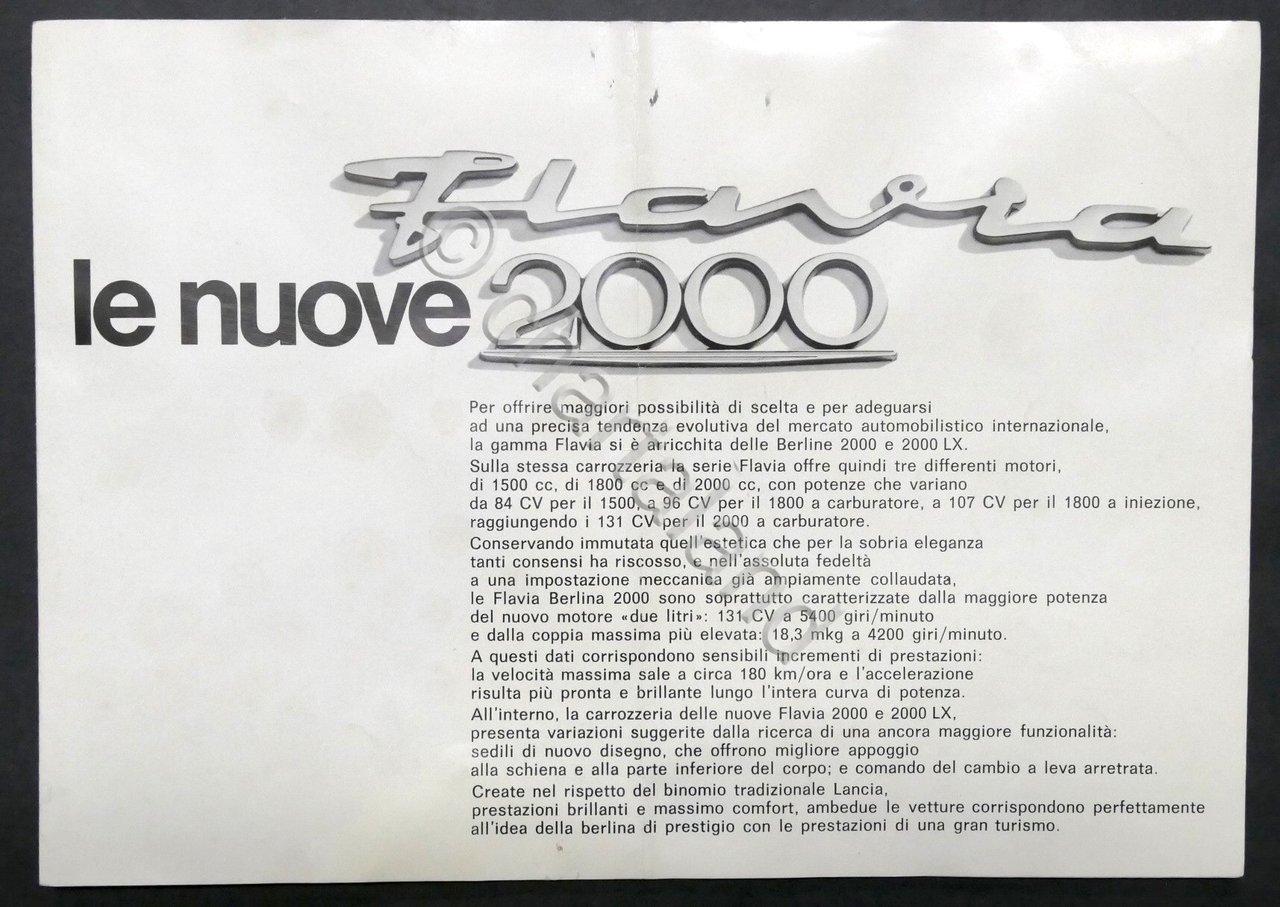 Flavia
le nuove 2000
Per offrire maggiori possibilità di scelta e per adeguarsi
ad una precisa tendenza evolutiva del mercato automobilistico internazionale,
la gamma Flavia si è arricchita delle Berline 2000 e 2000 LX.
Sulla stessa carrozzeria la serie Flavia offre quindi tre differenti motori,
di 1500 cc, di 1800 cc e di 2000 cc, con potenze che variano
da 84 CV per il 1500, a 96 CV per il 1800 a carburatore, a 107 CV per il 1800 a iniezione,
raggiungendo i 131 CV per il 2000 a carburatore.
Conservando immutata quell'estetica che per la sobria eleganza
tanti consensi ha riscosso, e nell'assoluta fedeltà
a una impostazione meccanica già ampiamente collaudata,
le Flavia Berlina 2000 sono soprattutto caratterizzate dalla maggiore potenza
del nuovo motore «due litri»: 131 CV a 5400 giri/minuto
e dalla coppia massima più elevata: 18,3 mkg a 4200 giri/minuto.
A questi dati corrispondono sensibili incrementi di prestazioni:
la velocità massima sale a circa 180 km/ora e l'accelerazione
risulta più pronta e brillante lungo l'intera curva di potenza.
All'interno, la carrozzeria delle nuove Flavia 2000 e 2000 LX,
presenta variazioni suggerite dalla ricerca di una ancora maggiore funzionalità:
sedili di nuovo disegno, che offrono migliore appoggio
alla schiena e alla parte inferiore del corpo; e comando del cambio a leva arretrata.
Create nel rispetto del binomio tradizionale Lancia,
prestazioni brillanti e massimo comfort, ambedue le vetture corrispondono perfettamente
all'idea della berlina di prestigio con le prestazioni di una gran turismo.
© chartaland